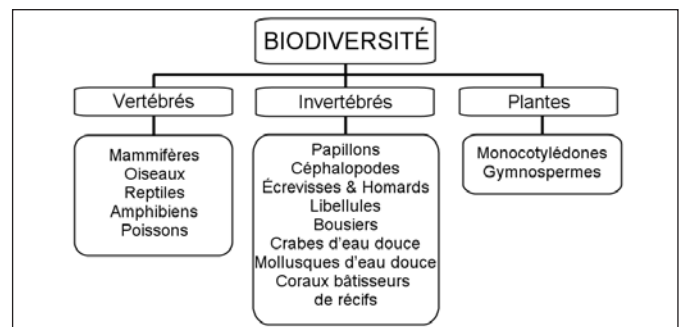 BIODIVERSITÉ
Vertébrés
Mammifères
Oiseaux
Reptiles
Amphibiens
Poissons
Invertébrés
Papillons
Céphalopodes
Écrevisses & Homards
Libellules
Bousiers
Crabes d'eau douce
Mollusques d'eau douce
Coraux bâtisseurs
de récifs
Plantes
Monocotylédones
Gymnospermes